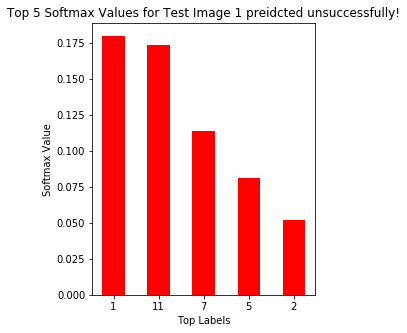 Top 5 Softmax Values for Test Image 1 preidcted unsuccessfully!
0.175
0.150
0.125
0.100
0.075
0.050
0.025
0.000
Softmax Value
1 11 7 5 2
Top Labels